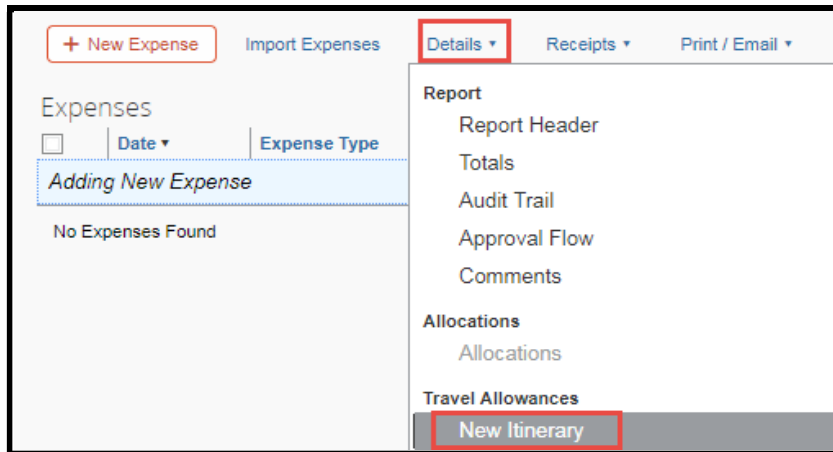 + New Expense Import Expenses Details ▾ Receipts ▾ Print / Email ▾
Expenses
Date ▾ Expense Type
Adding New Expense
No Expenses Found
Report
Report Header
Totals
Audit Trail
Approval Flow
Comments
Allocations
Allocations
Travel Allowances
New Itinerary